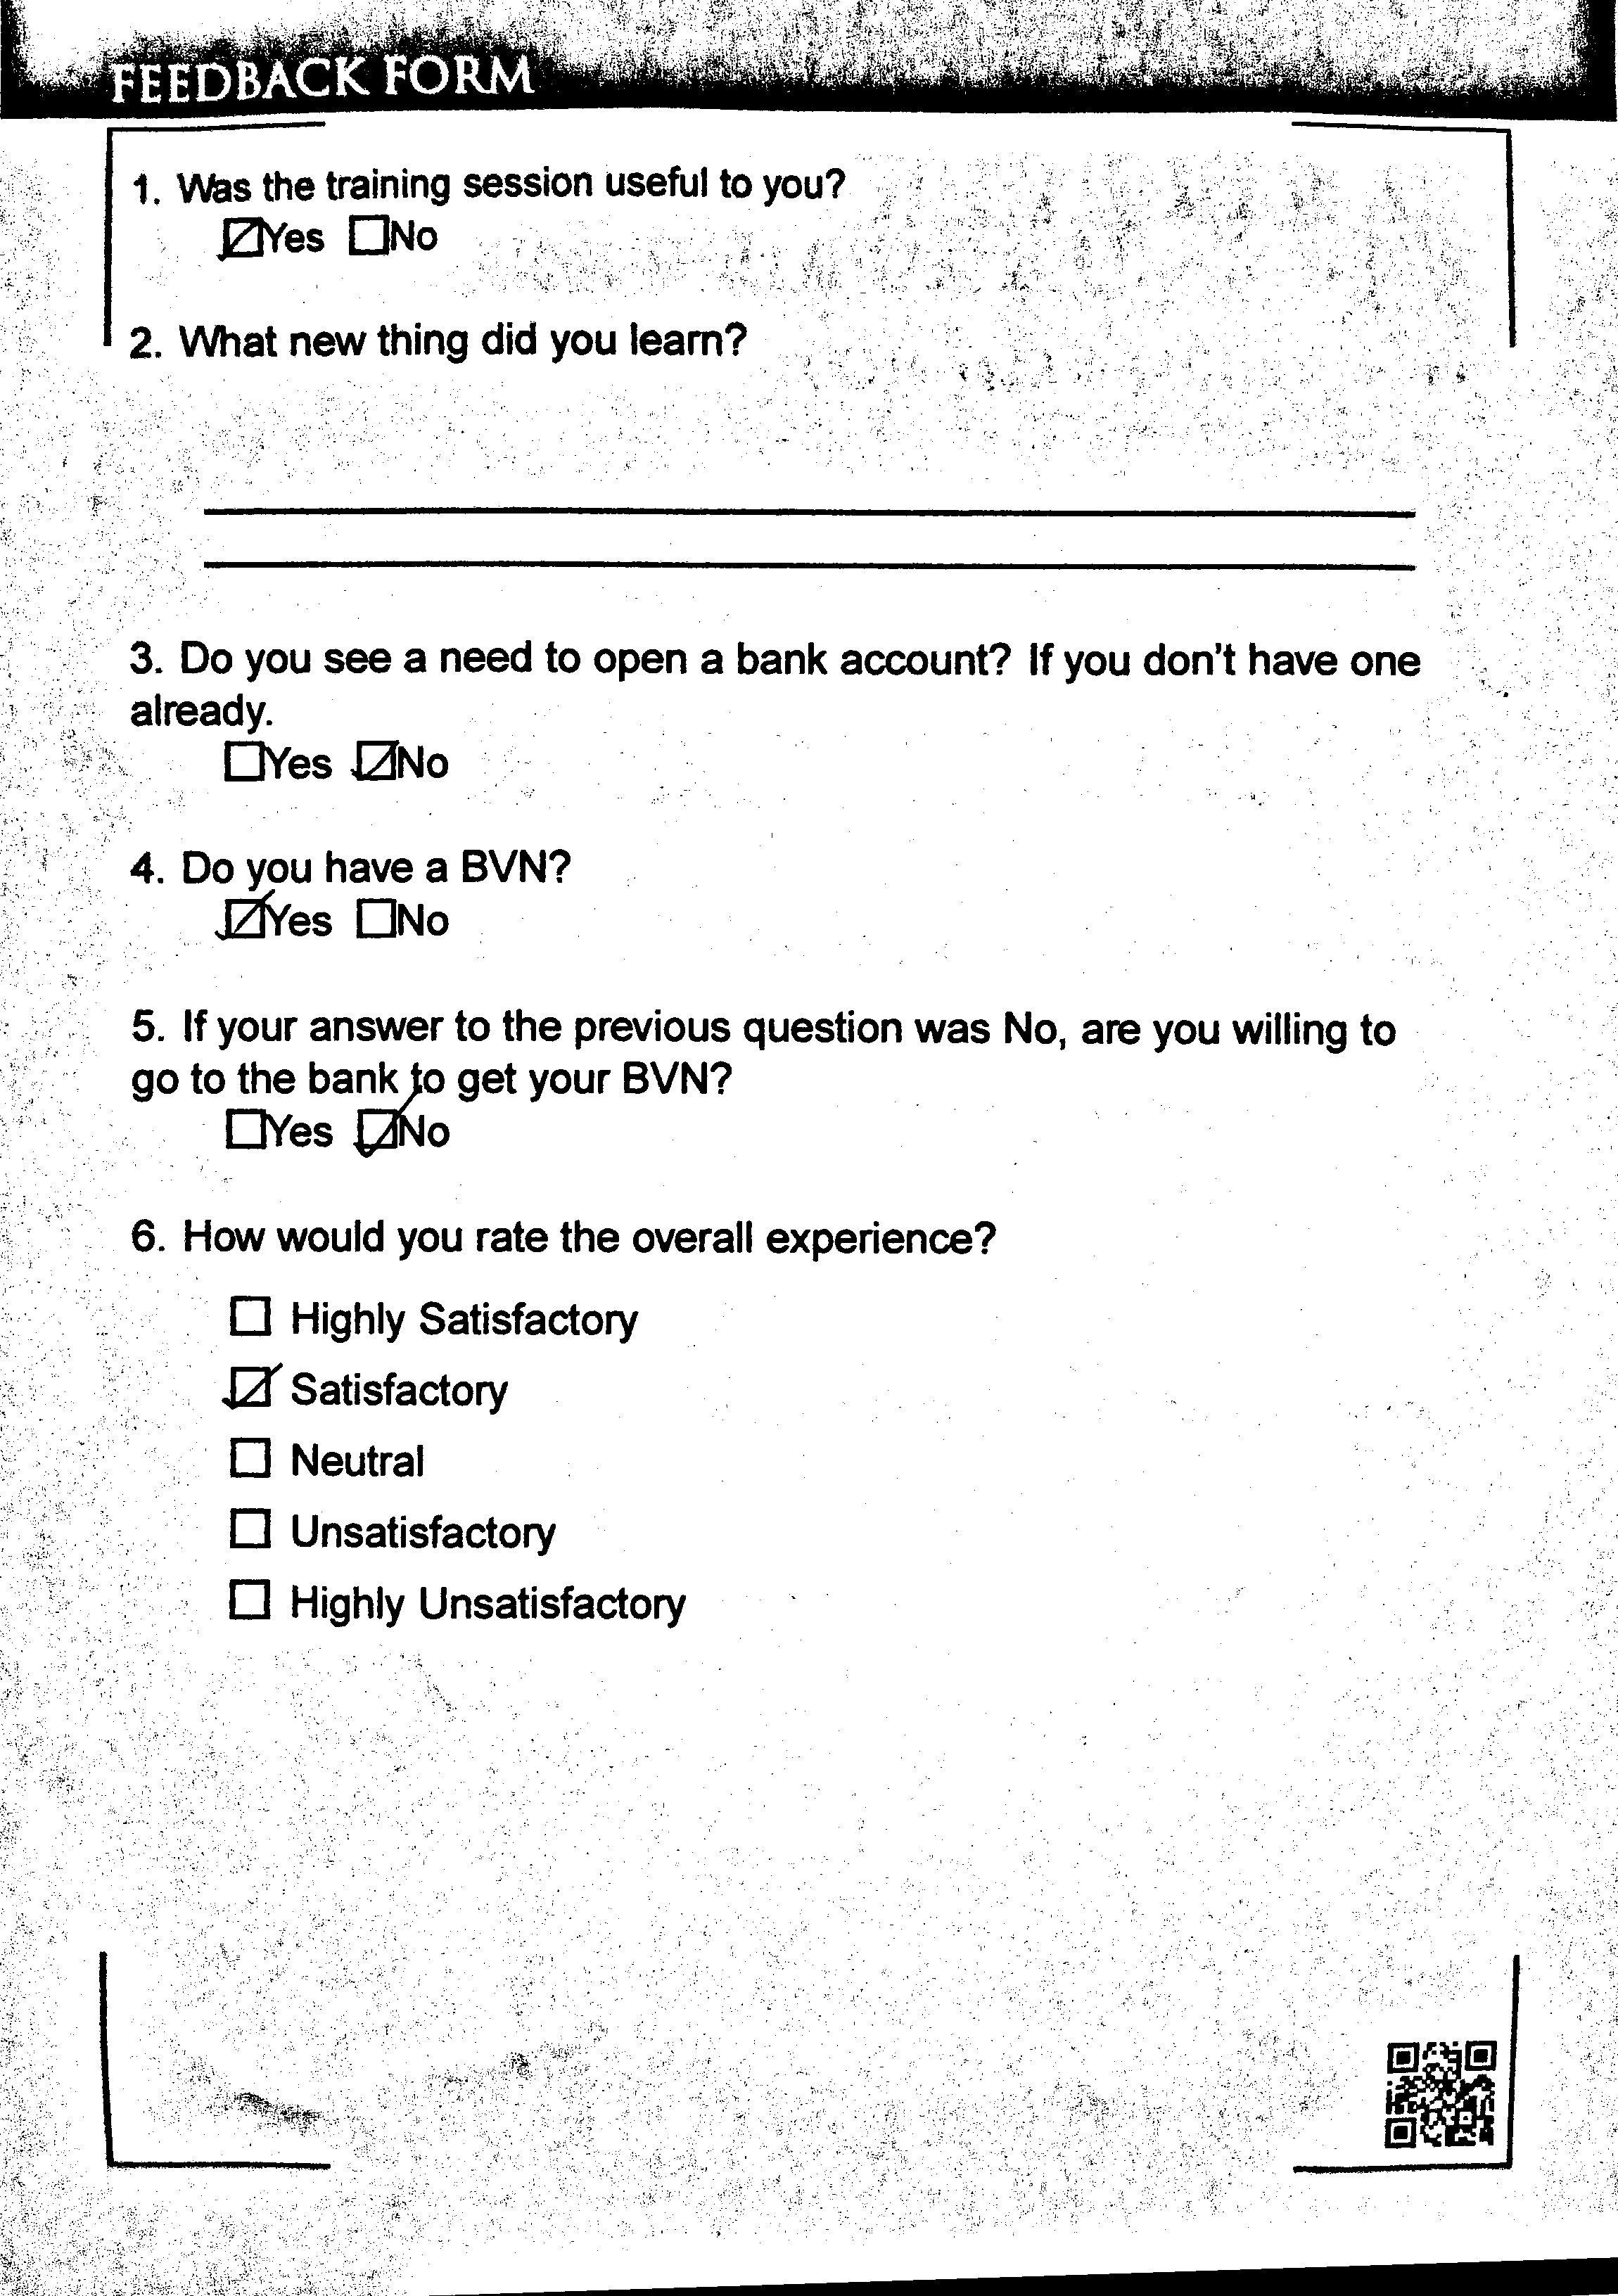 FEEDBACK FORM
1. Was the training session useful to you?
☑Yes ☐No
2. What new thing did you learn?
3. Do you see a need to open a bank account? If you don't have one
already.
☐Yes ☑No
4. Do you have a BVN?
☑Yes ☐No
5. If your answer to the previous question was No, are you willing to
go to the bank to get your BVN?
☐Yes ☑No
6. How would you rate the overall experience?
☐ Highly Satisfactory
☑ Satisfactory
☐ Neutral
☐ Unsatisfactory
☐ Highly Unsatisfactory